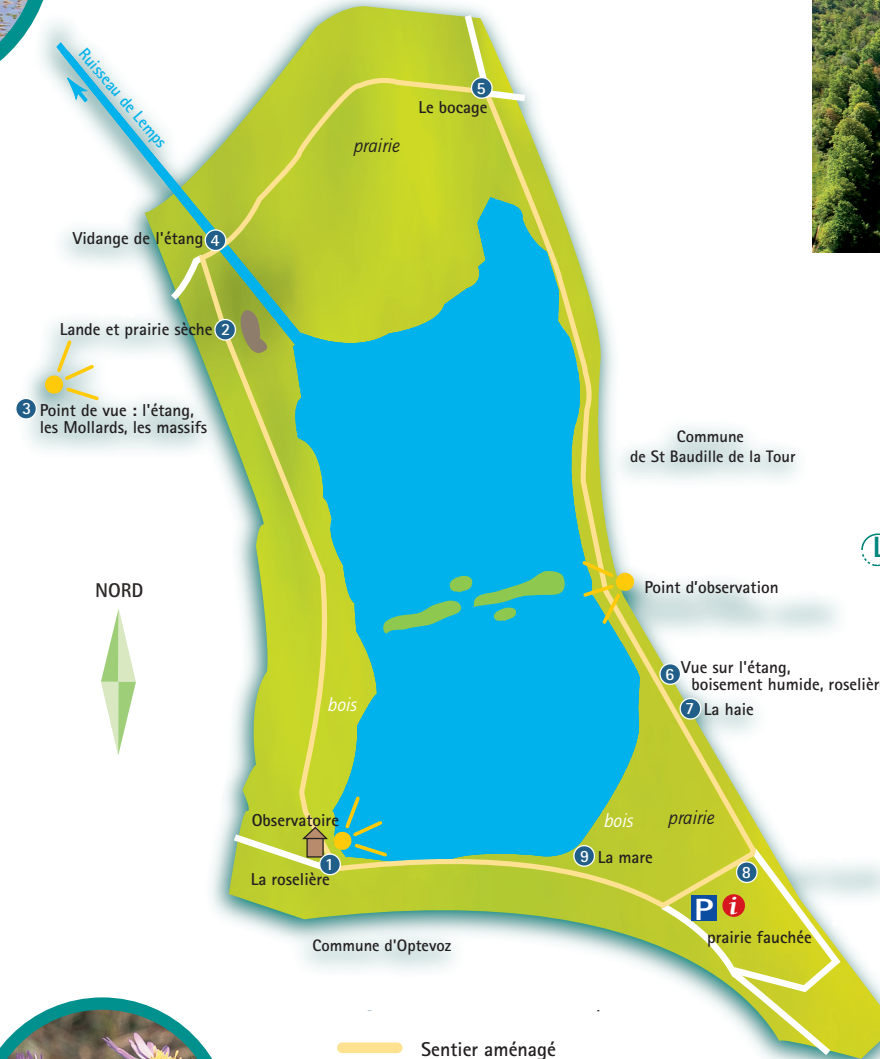 Ruisseau de Lemps
5
Le bocage
prairie
Vidange de l'étang 4
Lande et prairie sèche 2
3 Point de vue : l'étang,
les Mollards, les massifs
Commune
de St Baudille de la Tour
L
NORD
Point d'observation
6 Vue sur l'étang,
boisement humide, roselièr
7 La haie
bois
Observatoire
bois
prairie
1
La roselière
9 La mare
8
P i
prairie fauchée
Commune d'Optevoz
Sentier aménagé